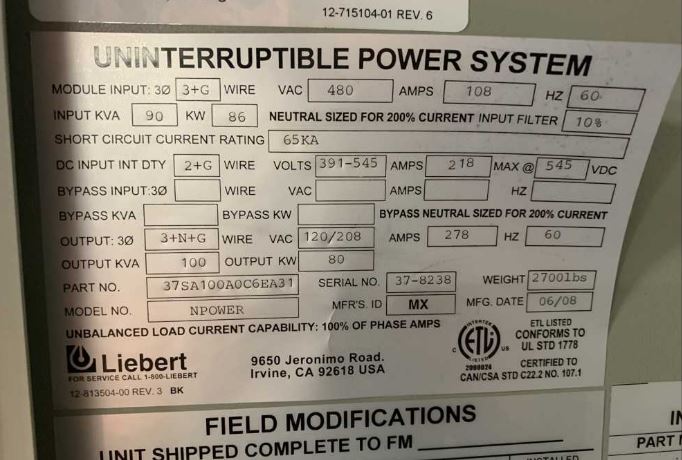 12-715104-01 REV. 6
UNINTERRUPTIBLE POWER SYSTEM
MODULE INPUT: 3Ø 3+G WIRE VAC 480 AMPS 108 HZ 60
INPUT KVA 90 KW 86 NEUTRAL SIZED FOR 200% CURRENT INPUT FILTER 10%
SHORT CIRCUIT CURRENT RATING 65KA
DC INPUT INT DTY 2+G WIRE VOLTS 391-545 AMPS 218 MAX @ 545 VDC
BYPASS INPUT:3Ø WIRE VAC AMPS HZ
BYPASS KVA BYPASS KW BYPASS NEUTRAL SIZED FOR 200% CURRENT
OUTPUT: 3Ø 3+N+G WIRE VAC 120/208 AMPS 278 HZ 60
OUTPUT KVA 100 OUTPUT KW 80
PART NO. 37SA100A0C6EA31 SERIAL NO. 37-8238 WEIGHT 2700lbs
MODEL NO. NPOWER MFR'S. ID MX MFG. DATE 06/08
UNBALANCED LOAD CURRENT CAPABILITY: 100% OF PHASE AMPS
Liebert
FOR SERVICE CALL 1-800-LIEBERT
12-813504-00 REV. 3 BK
9650 Jeronimo Road.
Irvine, CA 92618 USA
INTERTEK
C ETL US
LISTED
ETL LISTED
CONFORMS TO
UL STD 1778
CERTIFIED TO
CAN/CSA STD C22.2 NO. 107.1
FIELD MODIFICATIONS
UNIT SHIPPED COMPLETE TO FM
INSTALLED
IN
PART